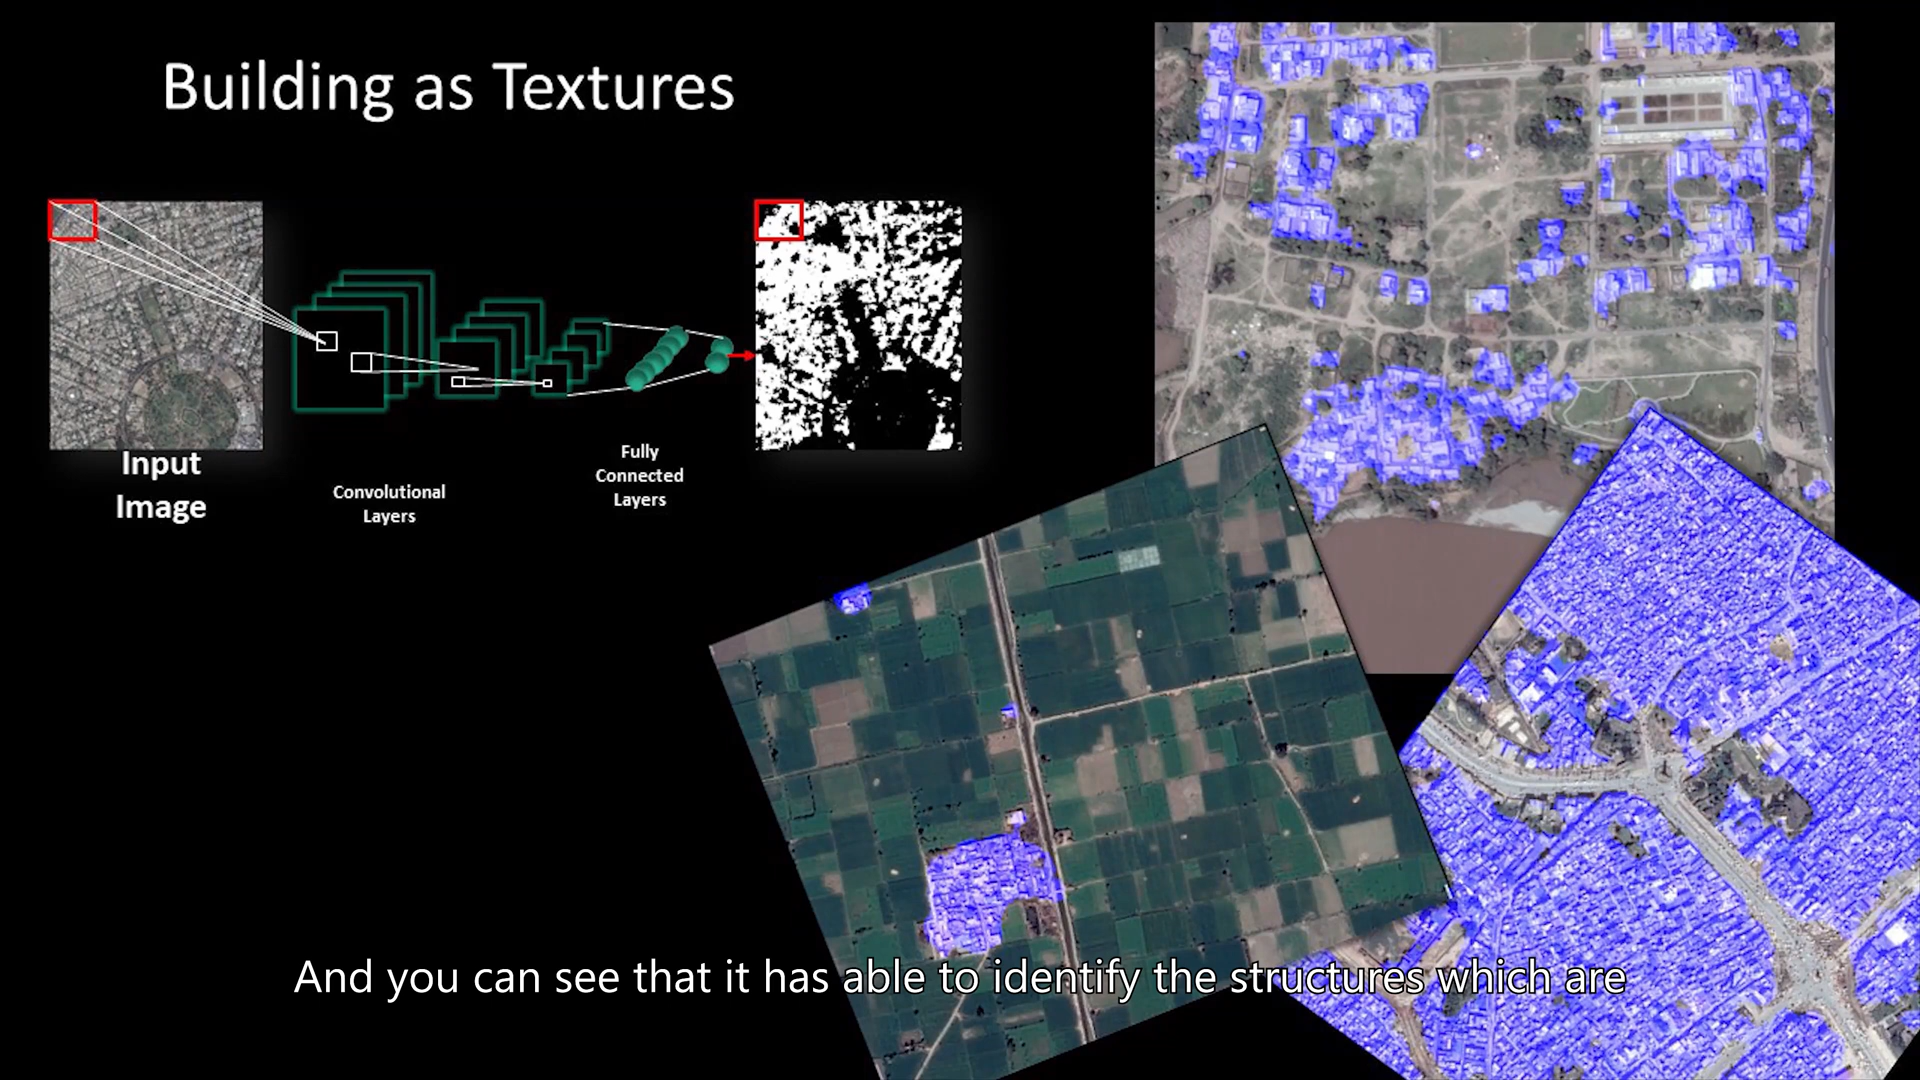 Building as Textures
Input
Image
Convolutional
Layers
Fully
Connected
Layers
And you can see that it has able to identify the structures which are